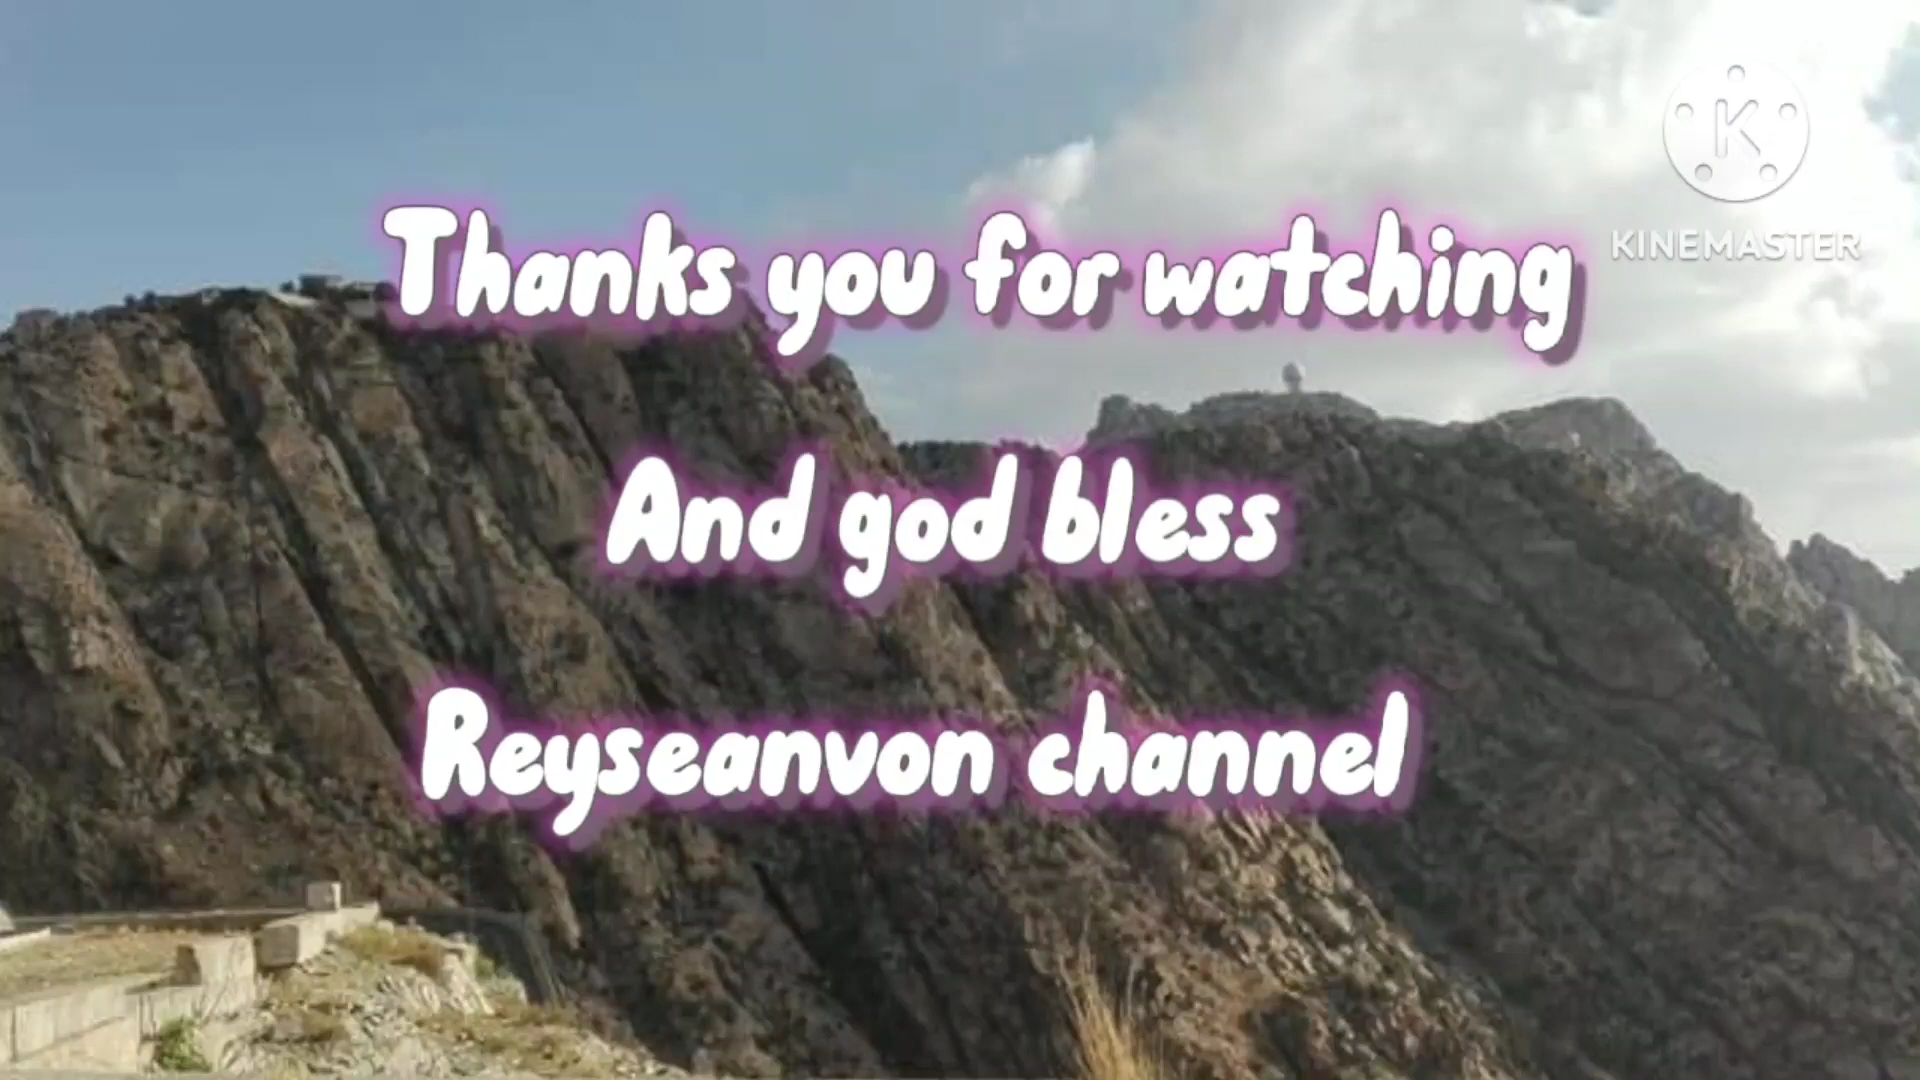 Thanks you for watching
And god bless
Reyseanvon channel
K
KINEMASTER